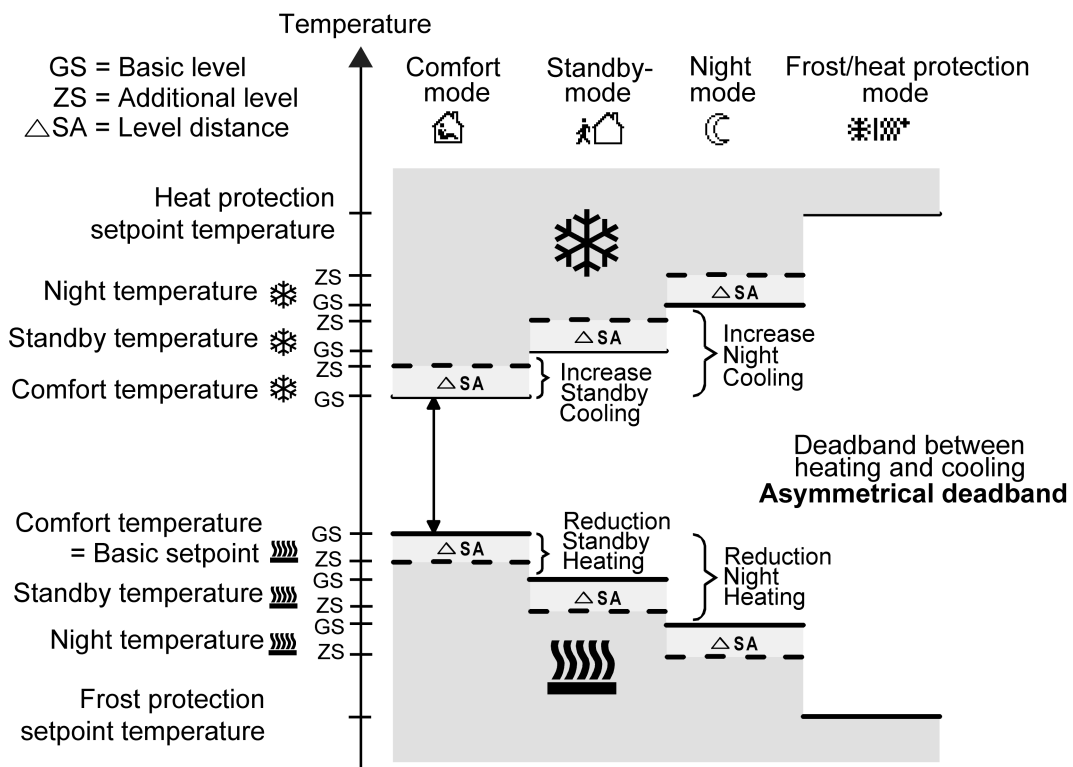 Temperature
GS = Basic level
ZS = Additional level
△SA = Level distance
Comfort
mode
Standby-
mode
Night
mode
Frost/heat protection
mode
Heat protection
setpoint temperature
Night temperature
ZS
GS
Standby temperature
ZS
GS
Comfort temperature
ZS
GS
△SA
△SA
△SA
Increase
Standby
Cooling
Increase
Night
Cooling
Deadband between
heating and cooling
Asymmetrical deadband
Comfort temperature
= Basic setpoint
GS
ZS
Standby temperature
GS
ZS
Night temperature
GS
ZS
△SA
△SA
△SA
Reduction
Standby
Heating
Reduction
Night
Heating
Frost protection
setpoint temperature